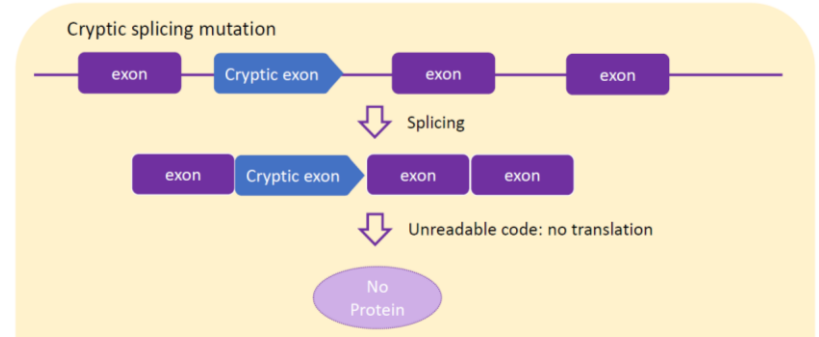 Cryptic splicing mutation
exon Cryptic exon exon exon
Splicing
exon Cryptic exon exon exon
Unreadable code: no translation
No
Protein